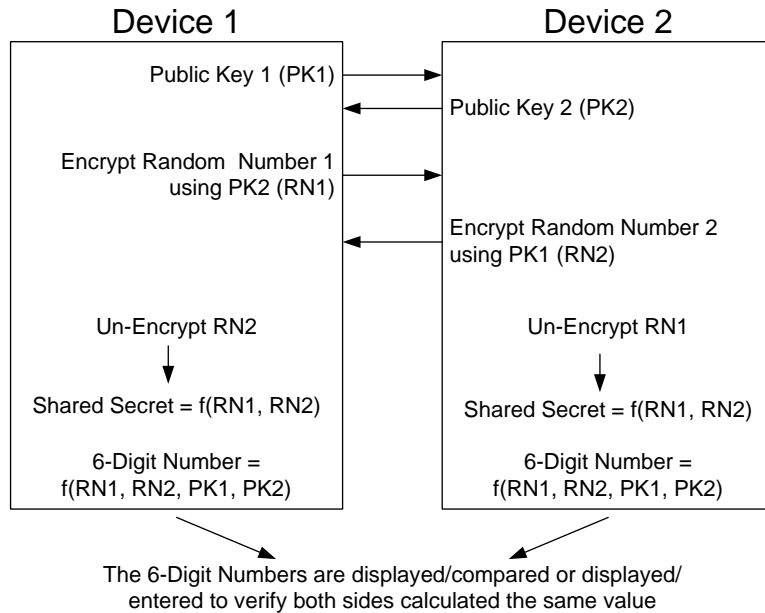 Device 1
Device 2
Public Key 1 (PK1)
Public Key 2 (PK2)
Encrypt Random Number 1
using PK2 (RN1)
Encrypt Random Number 2
using PK1 (RN2)
Un-Encrypt RN2
Un-Encrypt RN1
Shared Secret = f(RN1, RN2)
Shared Secret = f(RN1, RN2)
6-Digit Number =
f(RN1, RN2, PK1, PK2)
6-Digit Number =
f(RN1, RN2, PK1, PK2)
The 6-Digit Numbers are displayed/compared or displayed/
entered to verify both sides calculated the same value